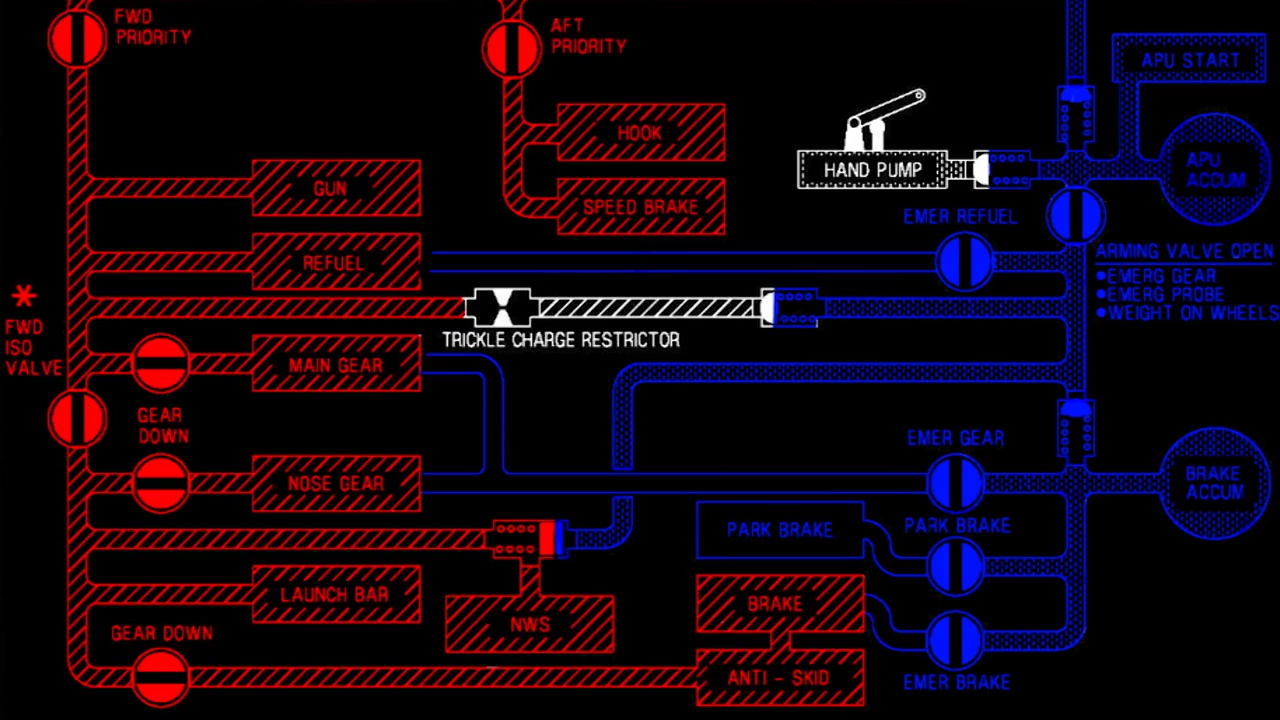 FWD
PRIORITY
AFT
PRIORITY
APU START
HOOK
HAND PUMP
APU
ACCUM
GUN
SPEED BRAKE
EMER REFUEL
REFUEL
ARMING VALVE OPEN
●EMERG GEAR
●EMERG PROBE
●WEIGHT ON WHEELS
*
FWD
ISO
VALVE
TRICKLE CHARGE RESTRICTOR
MAIN GEAR
GEAR
DOWN
EMER GEAR
NOSE GEAR
BRAKE
ACCUM
PARK BRAKE
PARK BRAKE
LAUNCH BAR
BRAKE
NWS
GEAR DOWN
ANTI - SKID
EMER BRAKE